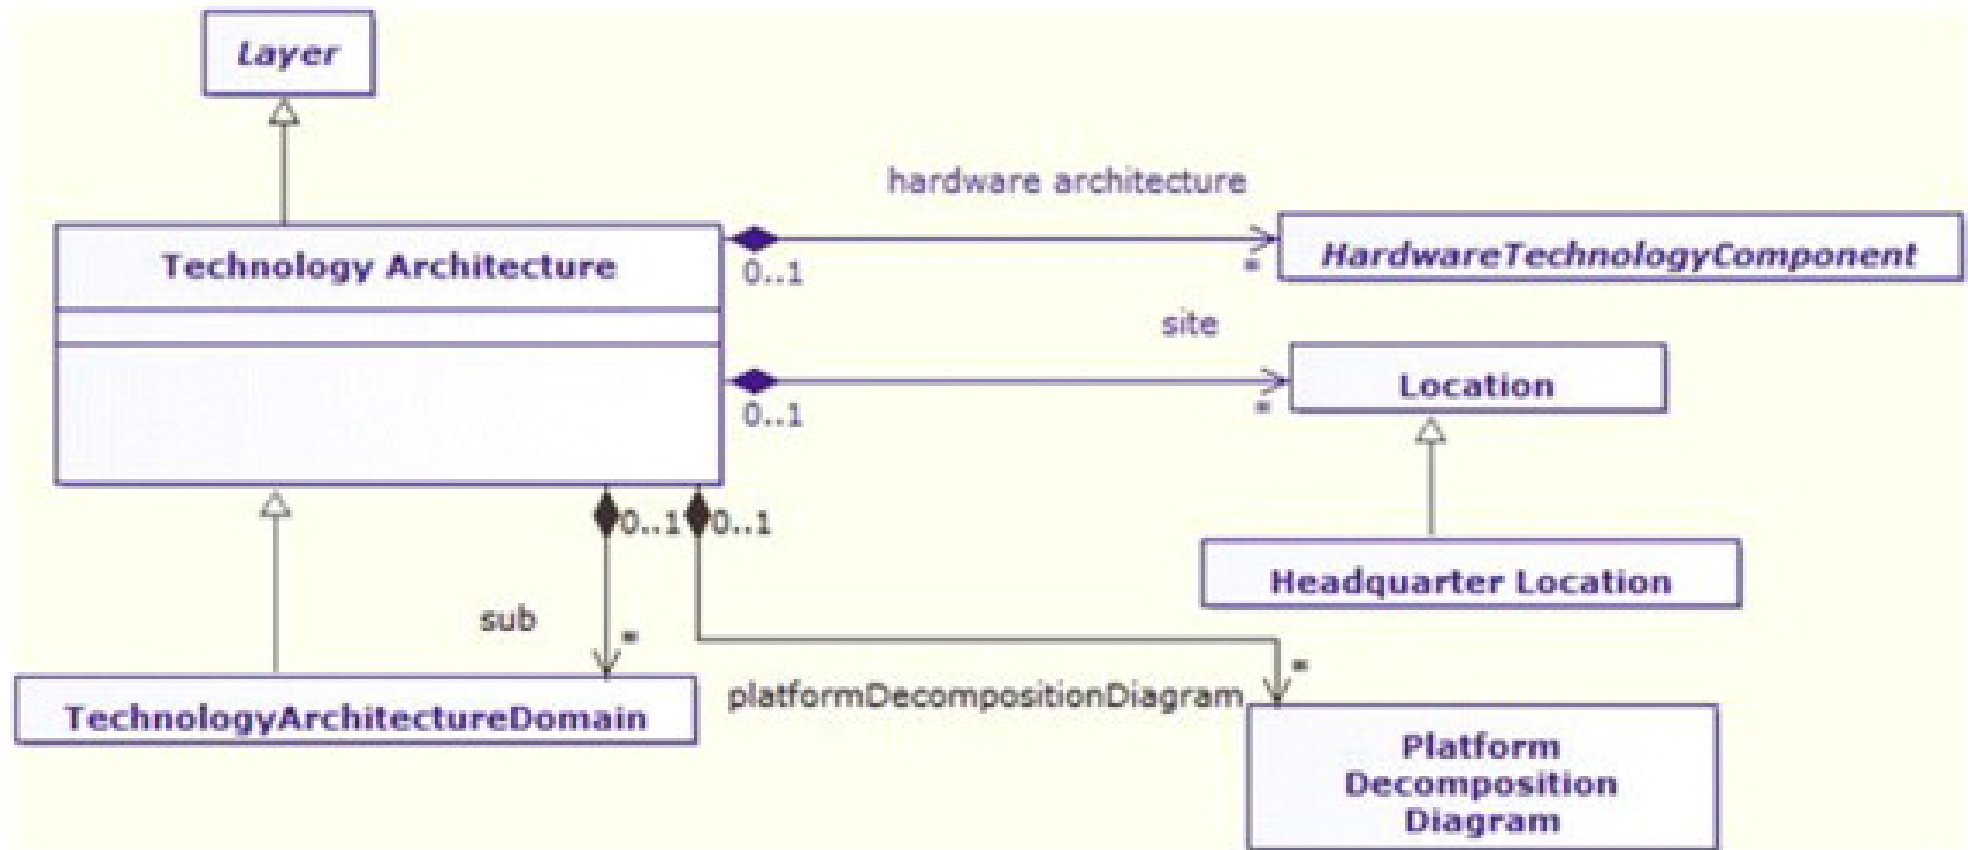 Layer
hardware architecture
Technology Architecture
HardwareTechnologyComponent
0..1
*
site
Location
0..1
*
0..1
0..1
Headquarter Location
sub
*
*
platformDecompositionDiagram
TechnologyArchitectureDomain
Platform
Decomposition
Diagram